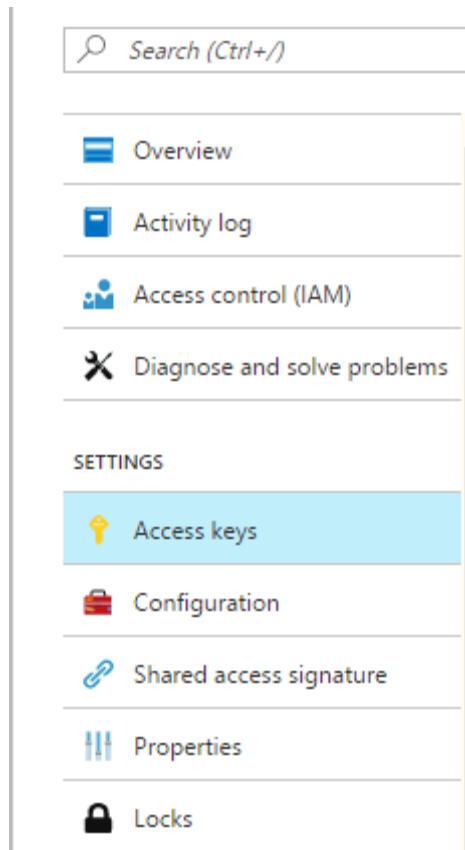 Search (Ctrl+/)
Overview
Activity log
Access control (IAM)
Diagnose and solve problems
SETTINGS
Access keys
Configuration
Shared access signature
Properties
Locks